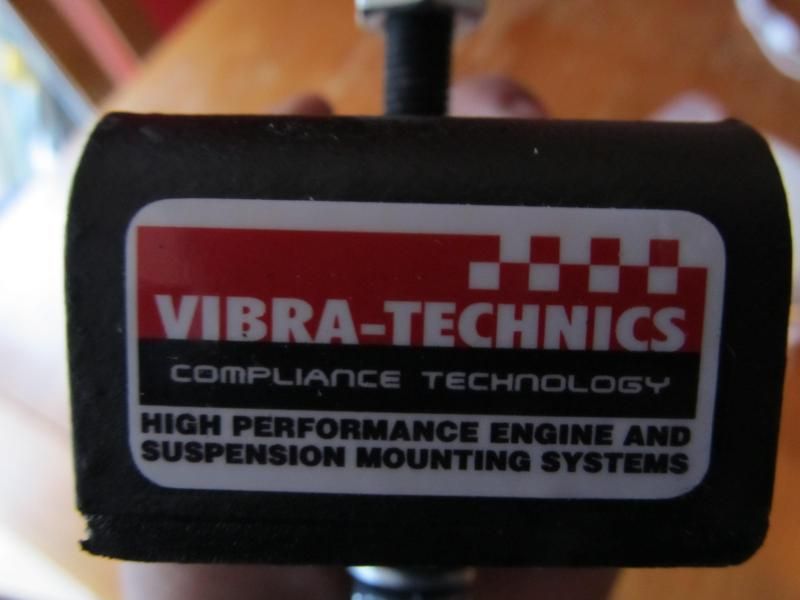 VIBRA-TECHNICS
COMPLIANCE TECHNOLOGY
HIGH PERFORMANCE ENGINE AND
SUSPENSION MOUNTING SYSTEMS